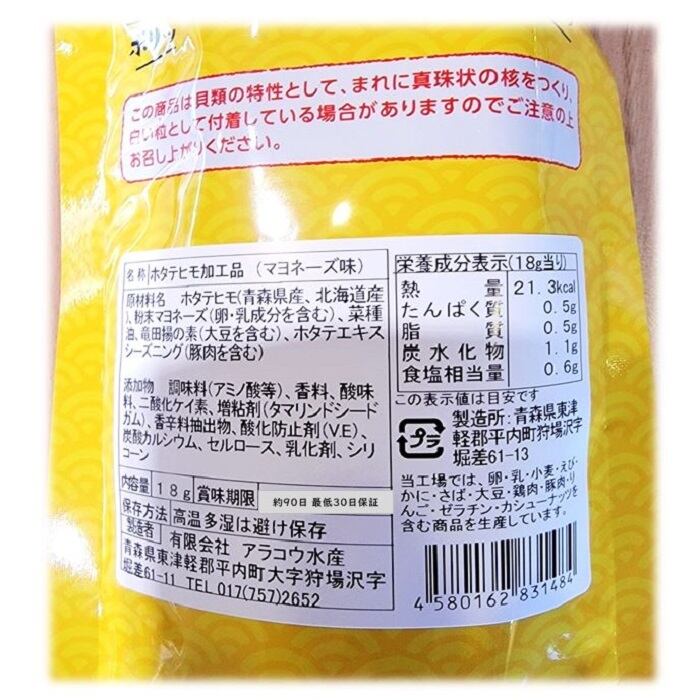 ポリッ
この商品は貝類の特性として、まれに真珠状の核をつくり、
白い粒として付着している場合がありますのでご注意の上
お召し上がりください。
名称 ホタテヒモ加工品 (マヨネーズ味)
原材料名 ホタテヒモ(青森県産、北海道産
)、粉末マヨネーズ(卵・乳成分を含む)、菜種
油、竜田揚の素(大豆を含む)、ホタテエキス
シーズニング(豚肉を含む)
添加物 調味料(アミノ酸等)、香料、酸味
料、二酸化ケイ素、増粘剤(タマリンドシード
ガム)、香辛料抽出物、酸化防止剤(V.E)、
炭酸カルシウム、セルロース、乳化剤、シリ
コーン
内容量 18g 賞味期限 約90日 最低30日保証
保存方法 高温多湿は避け保存
製造者 有限会社 アラコウ水産
青森県東津軽郡平内町大字狩場沢字
堀差61-11 TEL 017(757)2652
栄養成分表示(18g当り)
熱量 21.3kcal
たんぱく質 0.5g
脂質 0.5g
炭水化物 1.1g
食塩相当量 0.6g
この表示値は目安です
プラ
製造所:青森県東津
軽郡平内町狩場沢字
堀差61-13
当工場では、卵・乳・小麦・えび・
かに・さば・大豆・鶏肉・豚肉・り
んご・ゼラチン・カシューナッツを
含む商品を生産しています。
4 580162 831484